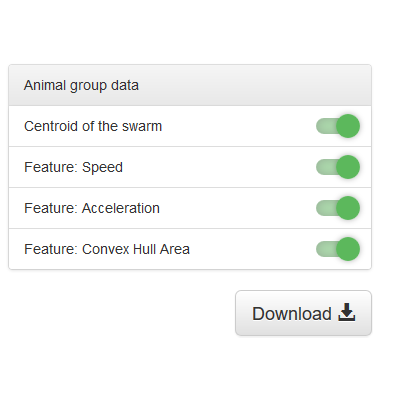 Animal group data
Centroid of the swarm
Feature: Speed
Feature: Acceleration
Feature: Convex Hull Area
Download